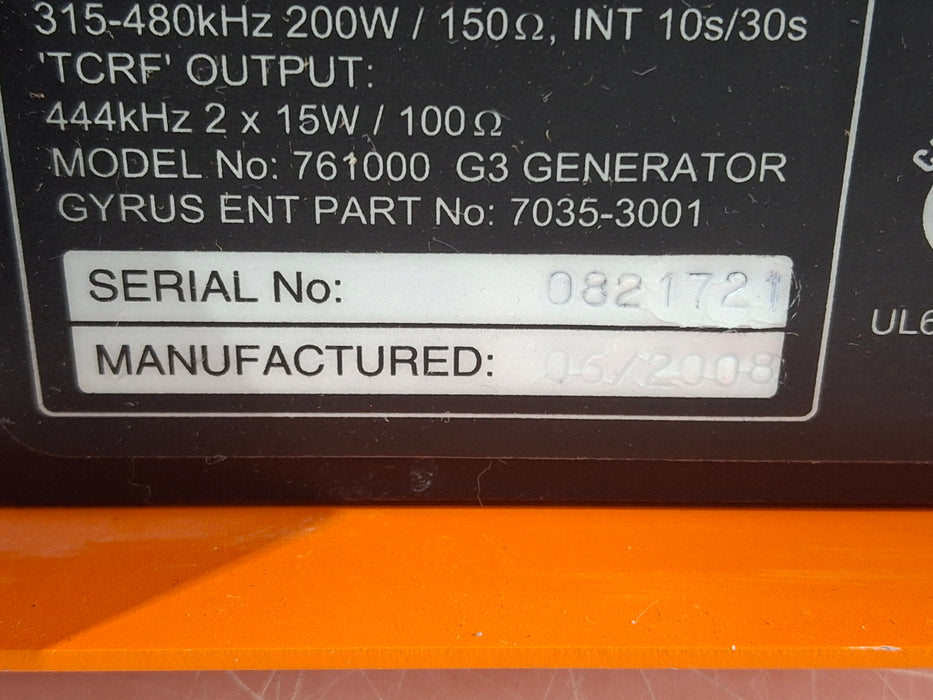 315-480kHz 200W / 150Ω, INT 10s/30s
'TCRF' OUTPUT:
444kHz 2 x 15W / 100Ω
MODEL No: 761000 G3 GENERATOR
GYRUS ENT PART No: 7035-3001
SERIAL No: 0821721
MANUFACTURED: 06/2008
UL6